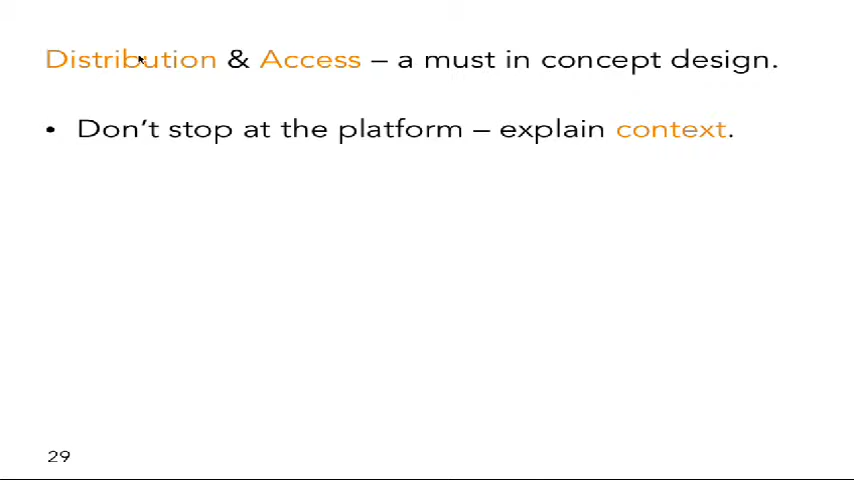 Distribution & Access – a must in concept design.
• Don’t stop at the platform – explain context.
29